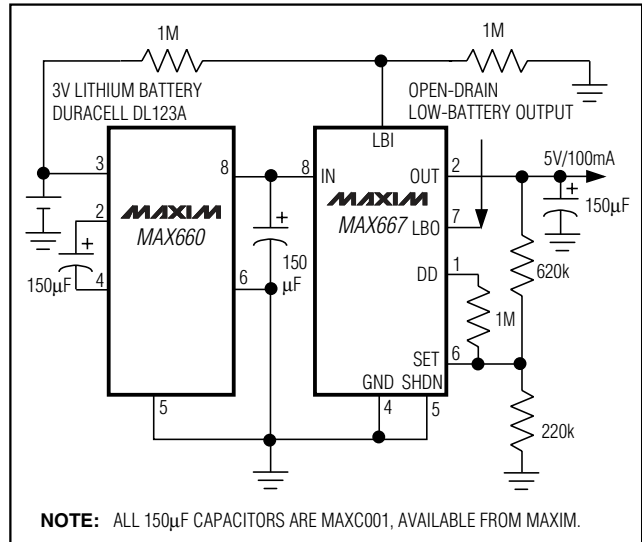 1M
1M
3V LITHIUM BATTERY
DURACELL DL123A
OPEN-DRAIN
LOW-BATTERY OUTPUT
LBI
3
8
8
IN
OUT
2
5V/100mA
MAXIM
MAX660
MAXIM
MAX667
2
+
150µF
4
+
150
µF
6
LBO
7
+
150µF
DD
1
620k
1M
SET
6
GND
SHDN
5
4
5
220k
NOTE: ALL 150µF CAPACITORS ARE MAXC001, AVAILABLE FROM MAXIM.